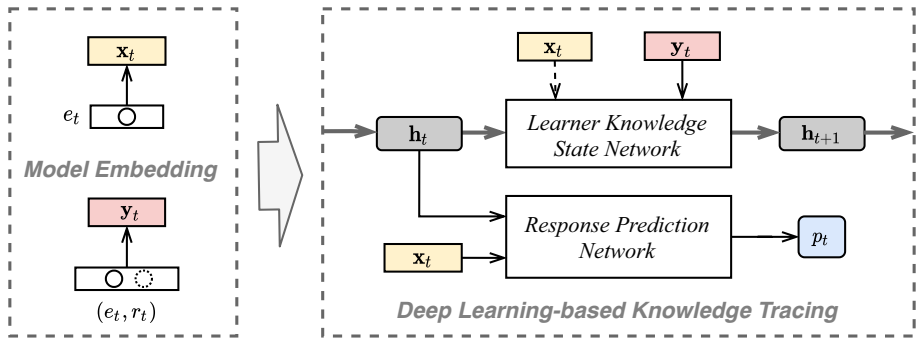 x_t
e_t
Model Embedding
y_t
(e_t, r_t)
x_t
y_t
h_t
Learner Knowledge
State Network
h_{t+1}
Response Prediction
Network
x_t
p_t
Deep Learning-based Knowledge Tracing